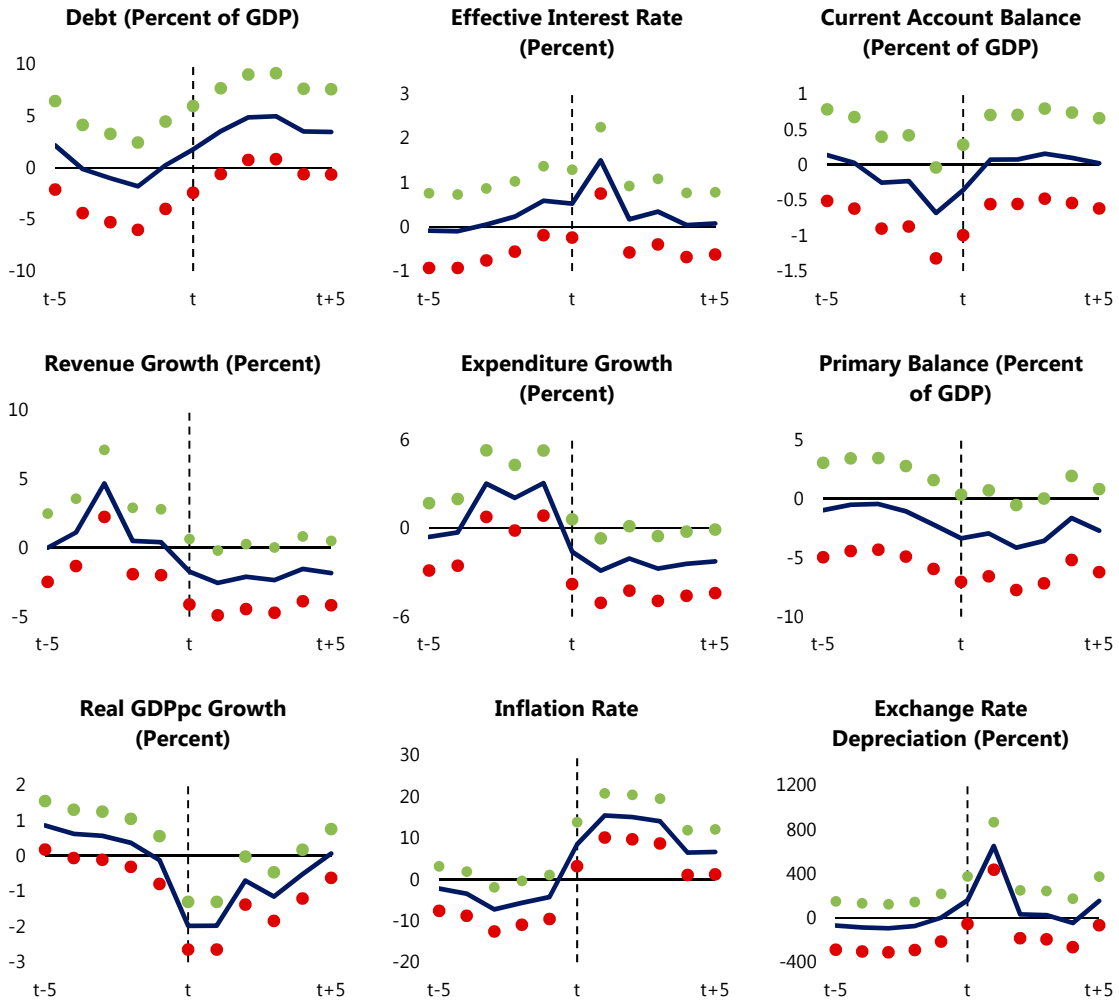 Debt (Percent of GDP)
10
5
0
-5
-10
t-5
t
t+5
Effective Interest Rate
(Percent)
3
2
1
0
-1
t-5
t
t+5
Current Account Balance
(Percent of GDP)
1
0.5
0
-0.5
-1
-1.5
t-5
t
t+5
Revenue Growth (Percent)
10
5
0
-5
t-5
t
t+5
Expenditure Growth
(Percent)
6
0
-6
t-5
t
t+5
Primary Balance (Percent
of GDP)
5
0
-5
-10
t-5
t
t+5
Real GDPpc Growth
(Percent)
2
1
0
-1
-2
-3
t-5
t
t+5
Inflation Rate
30
20
10
0
-10
-20
t-5
t
t+5
Exchange Rate
Depreciation (Percent)
1200
800
400
0
-400
t-5
t
t+5